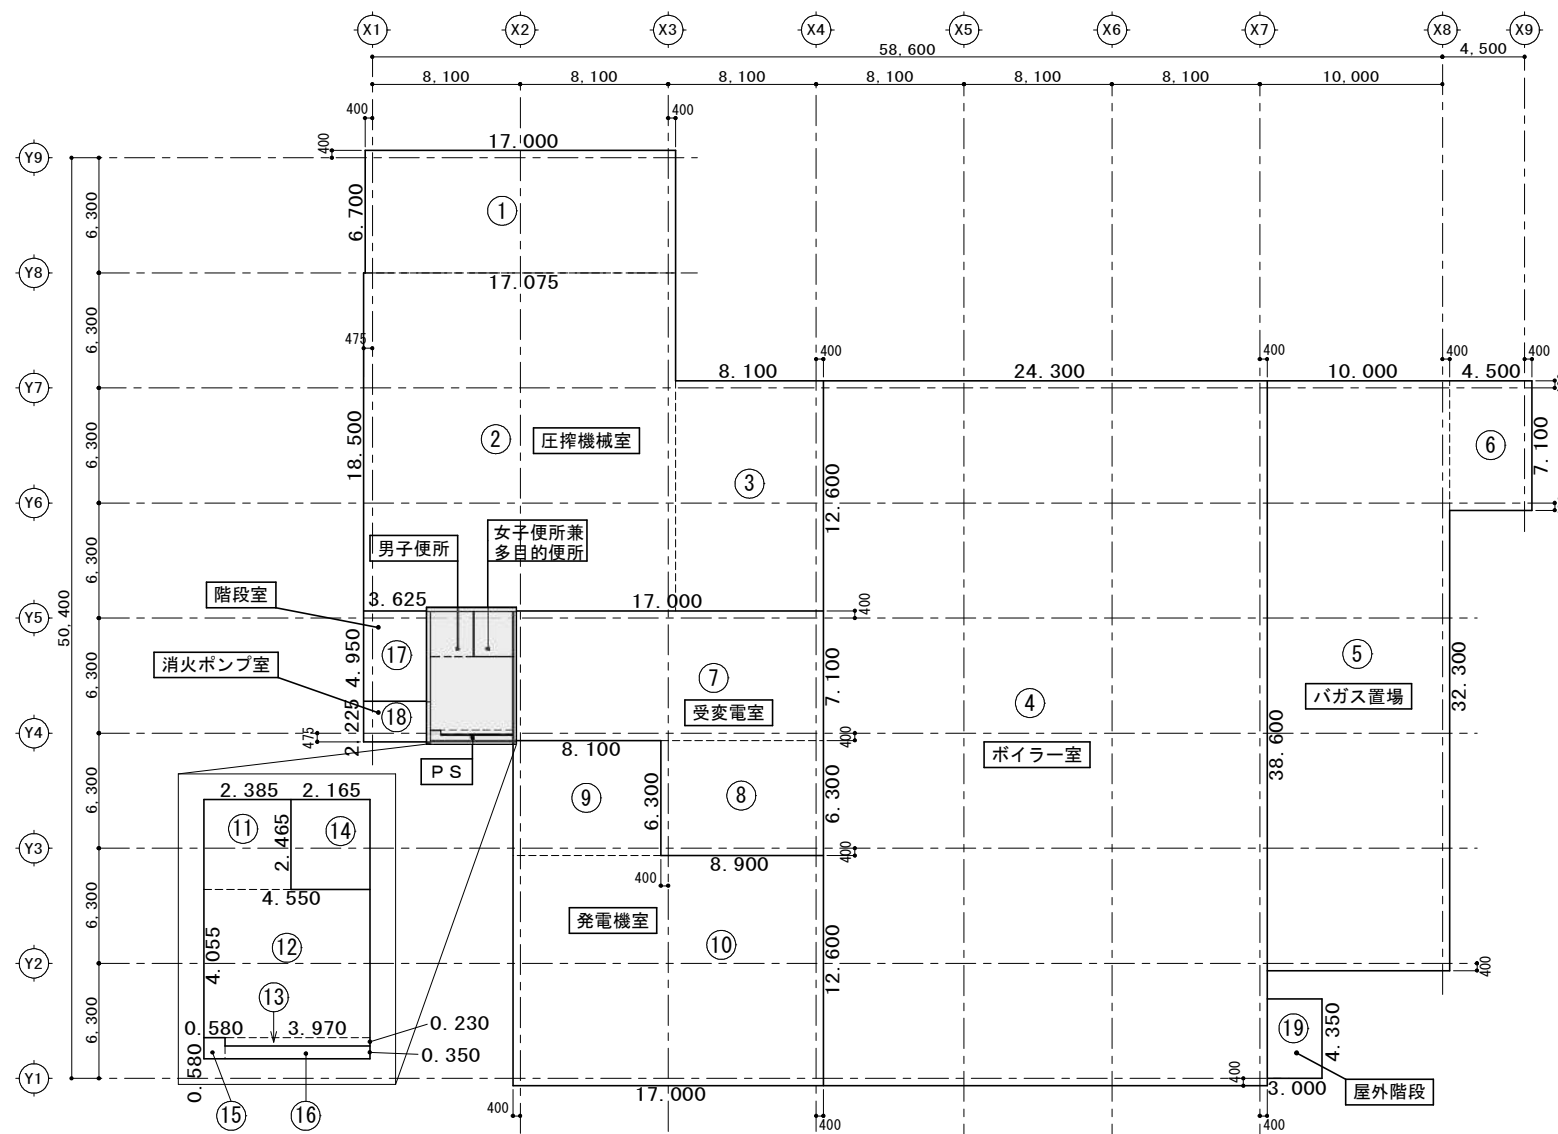 X1 X2 X3 X4 X5 X6 X7 X8 X9
58,600 4,500
8,100 8,100 8,100 8,100 8,100 8,100 10,000
400 400
Y9 400 17.000
6,300 6.700 ①
Y8 17.075
6,300 475
400 400 400 400
Y7 8.100 24.300 10.000 4.500
6,300 18.500 ② 圧搾機械室 ③ 12.600 ⑥ 7.100
Y6
6,300
男子便所
女子便所兼
多目的便所
階段室
3.625 17.000 400
Y5
50,400
6,300 4.950 ⑰ ⑦ 7.100 ④ ⑤
消火ポンプ室
受変電室
バガス置場
32.300
2.225 ⑱
Y4 475 400
8.100 ボイラー室 38.600
PS
6,300 ⑨ 6.300 ⑧ 6.300
2.385 2.165
⑪ 2.465 ⑭
Y3 400
8.900
400
4.550
6,300 発電機室
⑫ 4.055 ⑩ 12.600
Y2 400
⑬
6,300 0.580 3.970 0.230
0.350
0.580
⑲ 4.350
Y1 400
17.000 3.000
屋外階段
⑮ ⑯
400 400 400